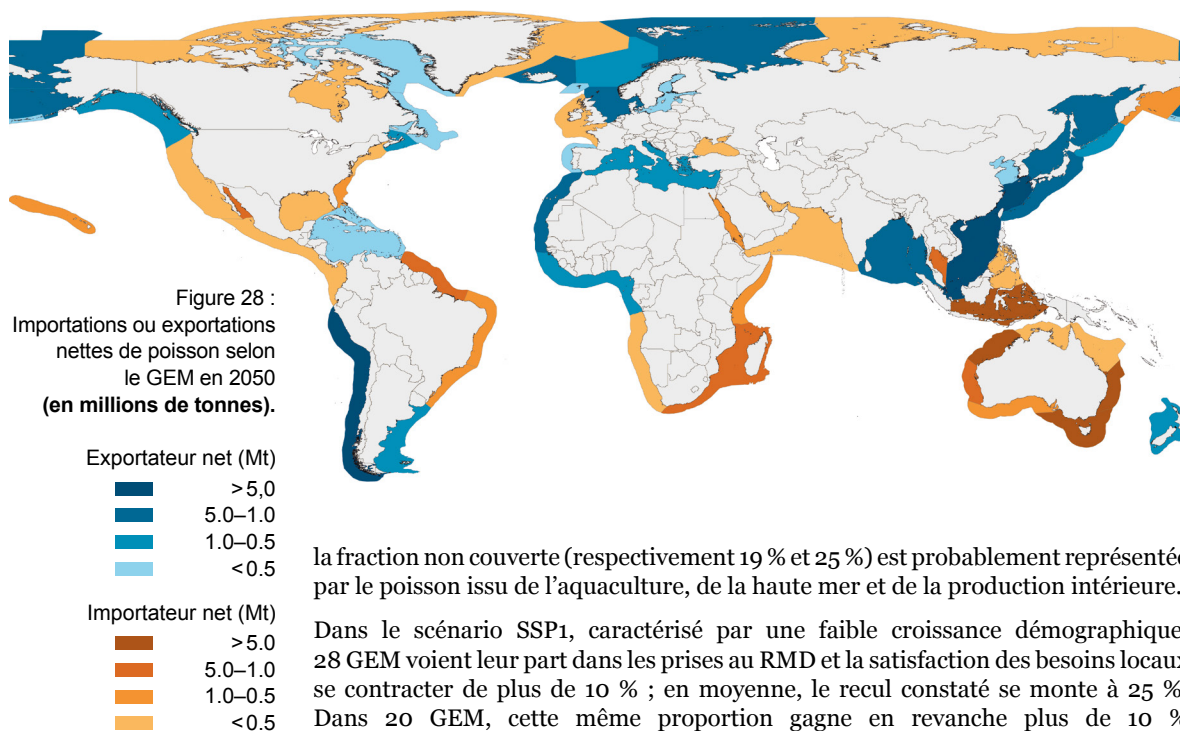 Figure 28 :
Importations ou exportations
nettes de poisson selon
le GEM en 2050
(en millions de tonnes).
Exportateur net (Mt)
> 5,0
5.0–1.0
1.0–0.5
< 0.5
Importateur net (Mt)
> 5.0
5.0–1.0
1.0–0.5
< 0.5
la fraction non couverte (respectivement 19 % et 25 %) est probablement représentée
par le poisson issu de l'aquaculture, de la haute mer et de la production intérieure.
Dans le scénario SSP1, caractérisé par une faible croissance démographique
28 GEM voient leur part dans les prises au RMD et la satisfaction des besoins locaux
se contracter de plus de 10 % ; en moyenne, le recul constaté se monte à 25 %
Dans 20 GEM, cette même proportion gagne en revanche plus de 10 %